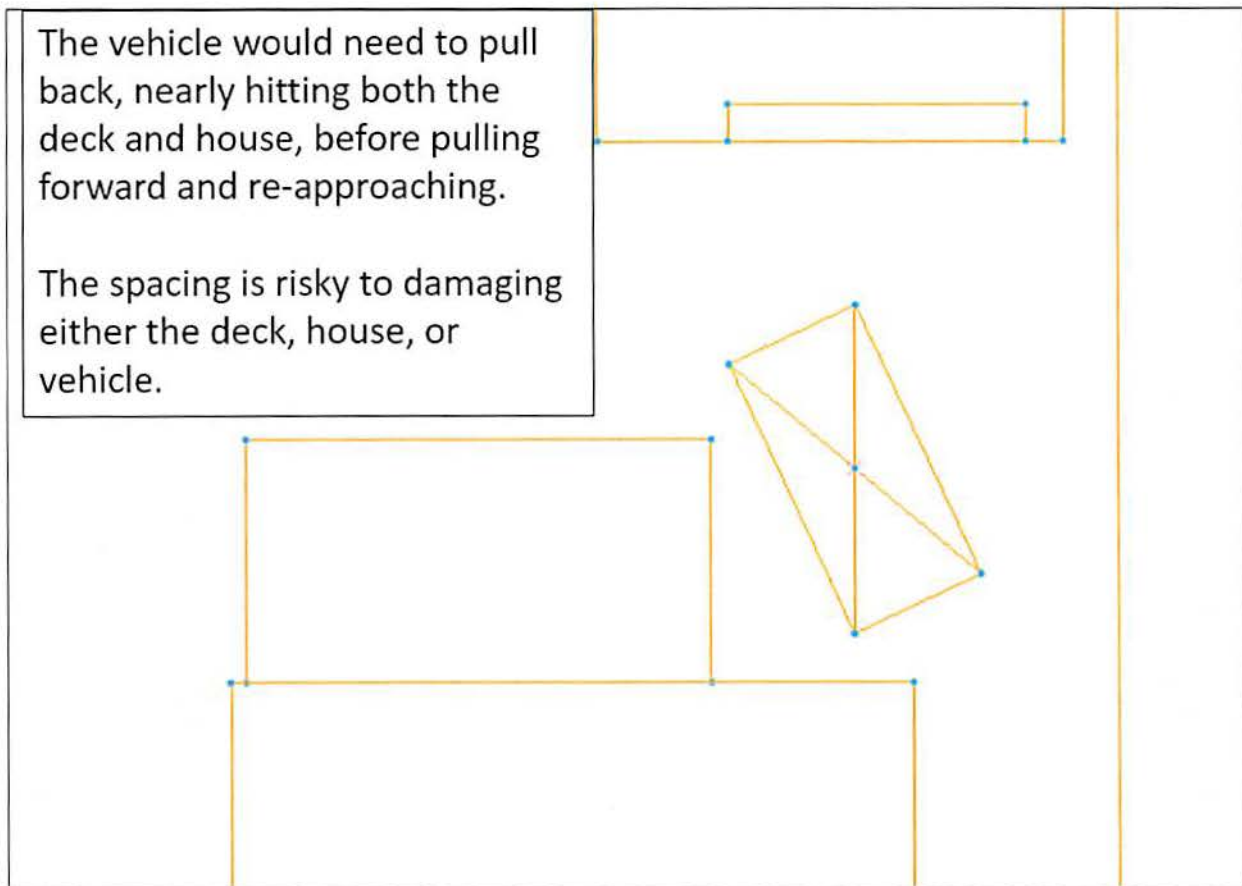 The vehicle would need to pull
back, nearly hitting both the
deck and house, before pulling
forward and re-approaching.
The spacing is risky to damaging
either the deck, house, or
vehicle.